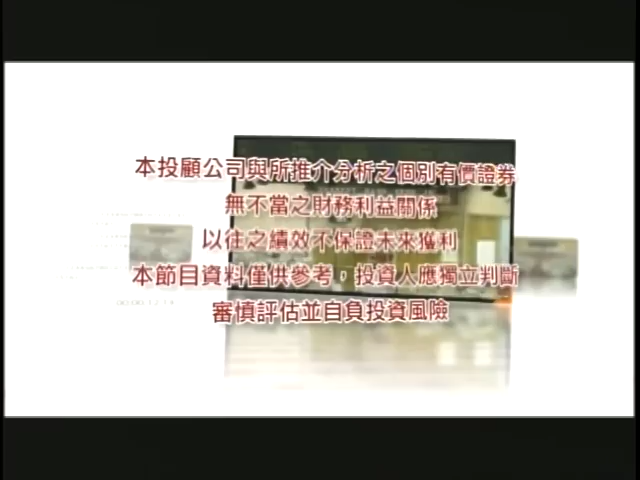 本投顧公司與所推介分析之個別有價證券
無不當之財務利益關係
以往之績效不保證未來獲利
本節目資料僅供參考，投資人應獨立判斷
審慎評估並自負投資風險